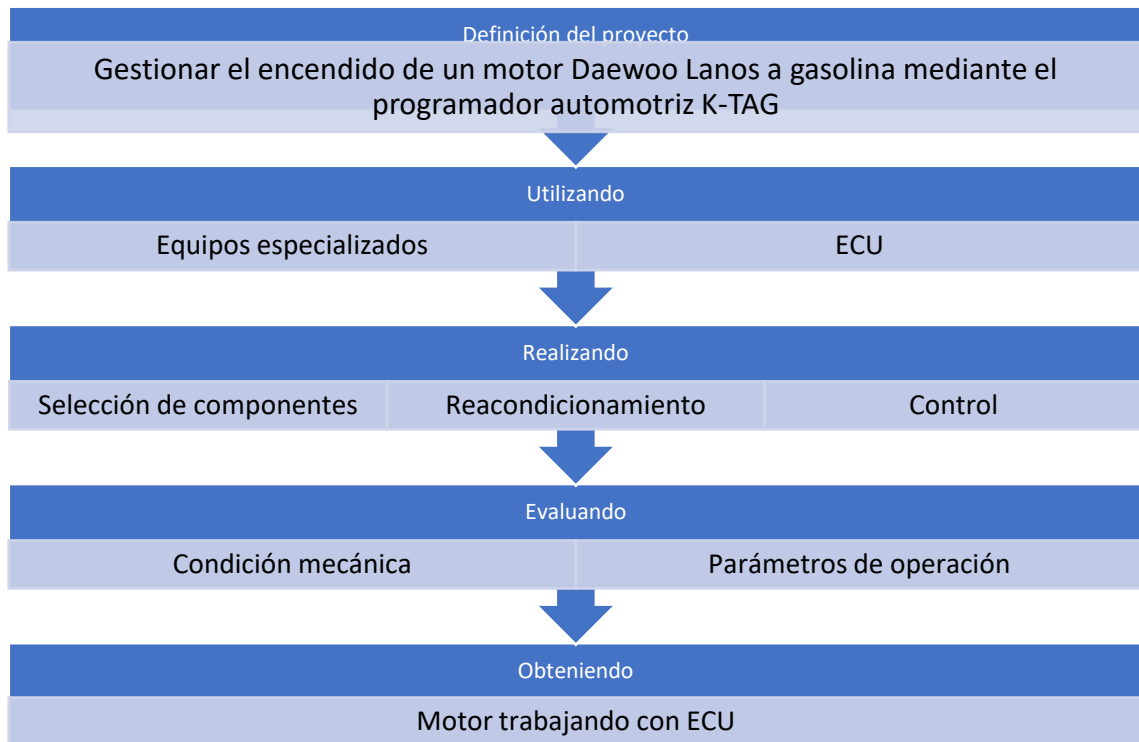 Definición del proyecto
Gestionar el encendido de un motor Daewoo Lanos a gasolina mediante el
programador automotriz K-TAG
Utilizando
Equipos especializados
ECU
Realizando
Selección de componentes
Reacondicionamiento
Control
Evaluando
Condición mecánica
Parámetros de operación
Obteniendo
Motor trabajando con ECU